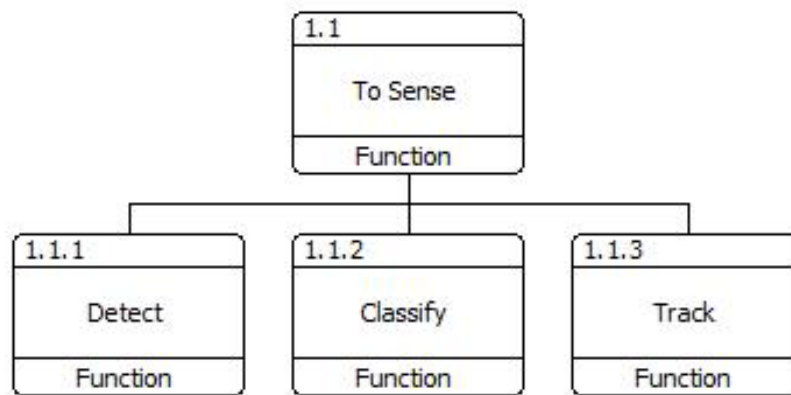 1.1
To Sense
Function
1.1.1
Detect
Function
1.1.2
Classify
Function
1.1.3
Track
Function